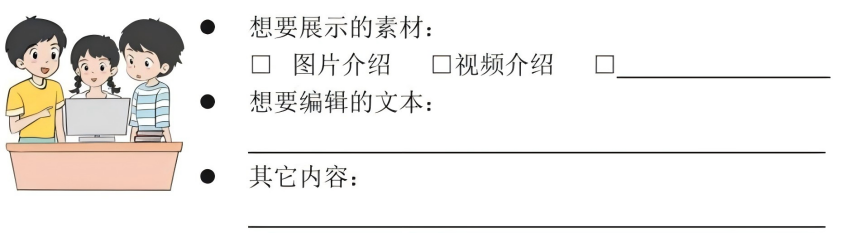 ● 想要展示的素材：
□ 图片介绍 □视频介绍 □____________
● 想要编辑的文本：
● 其它内容：